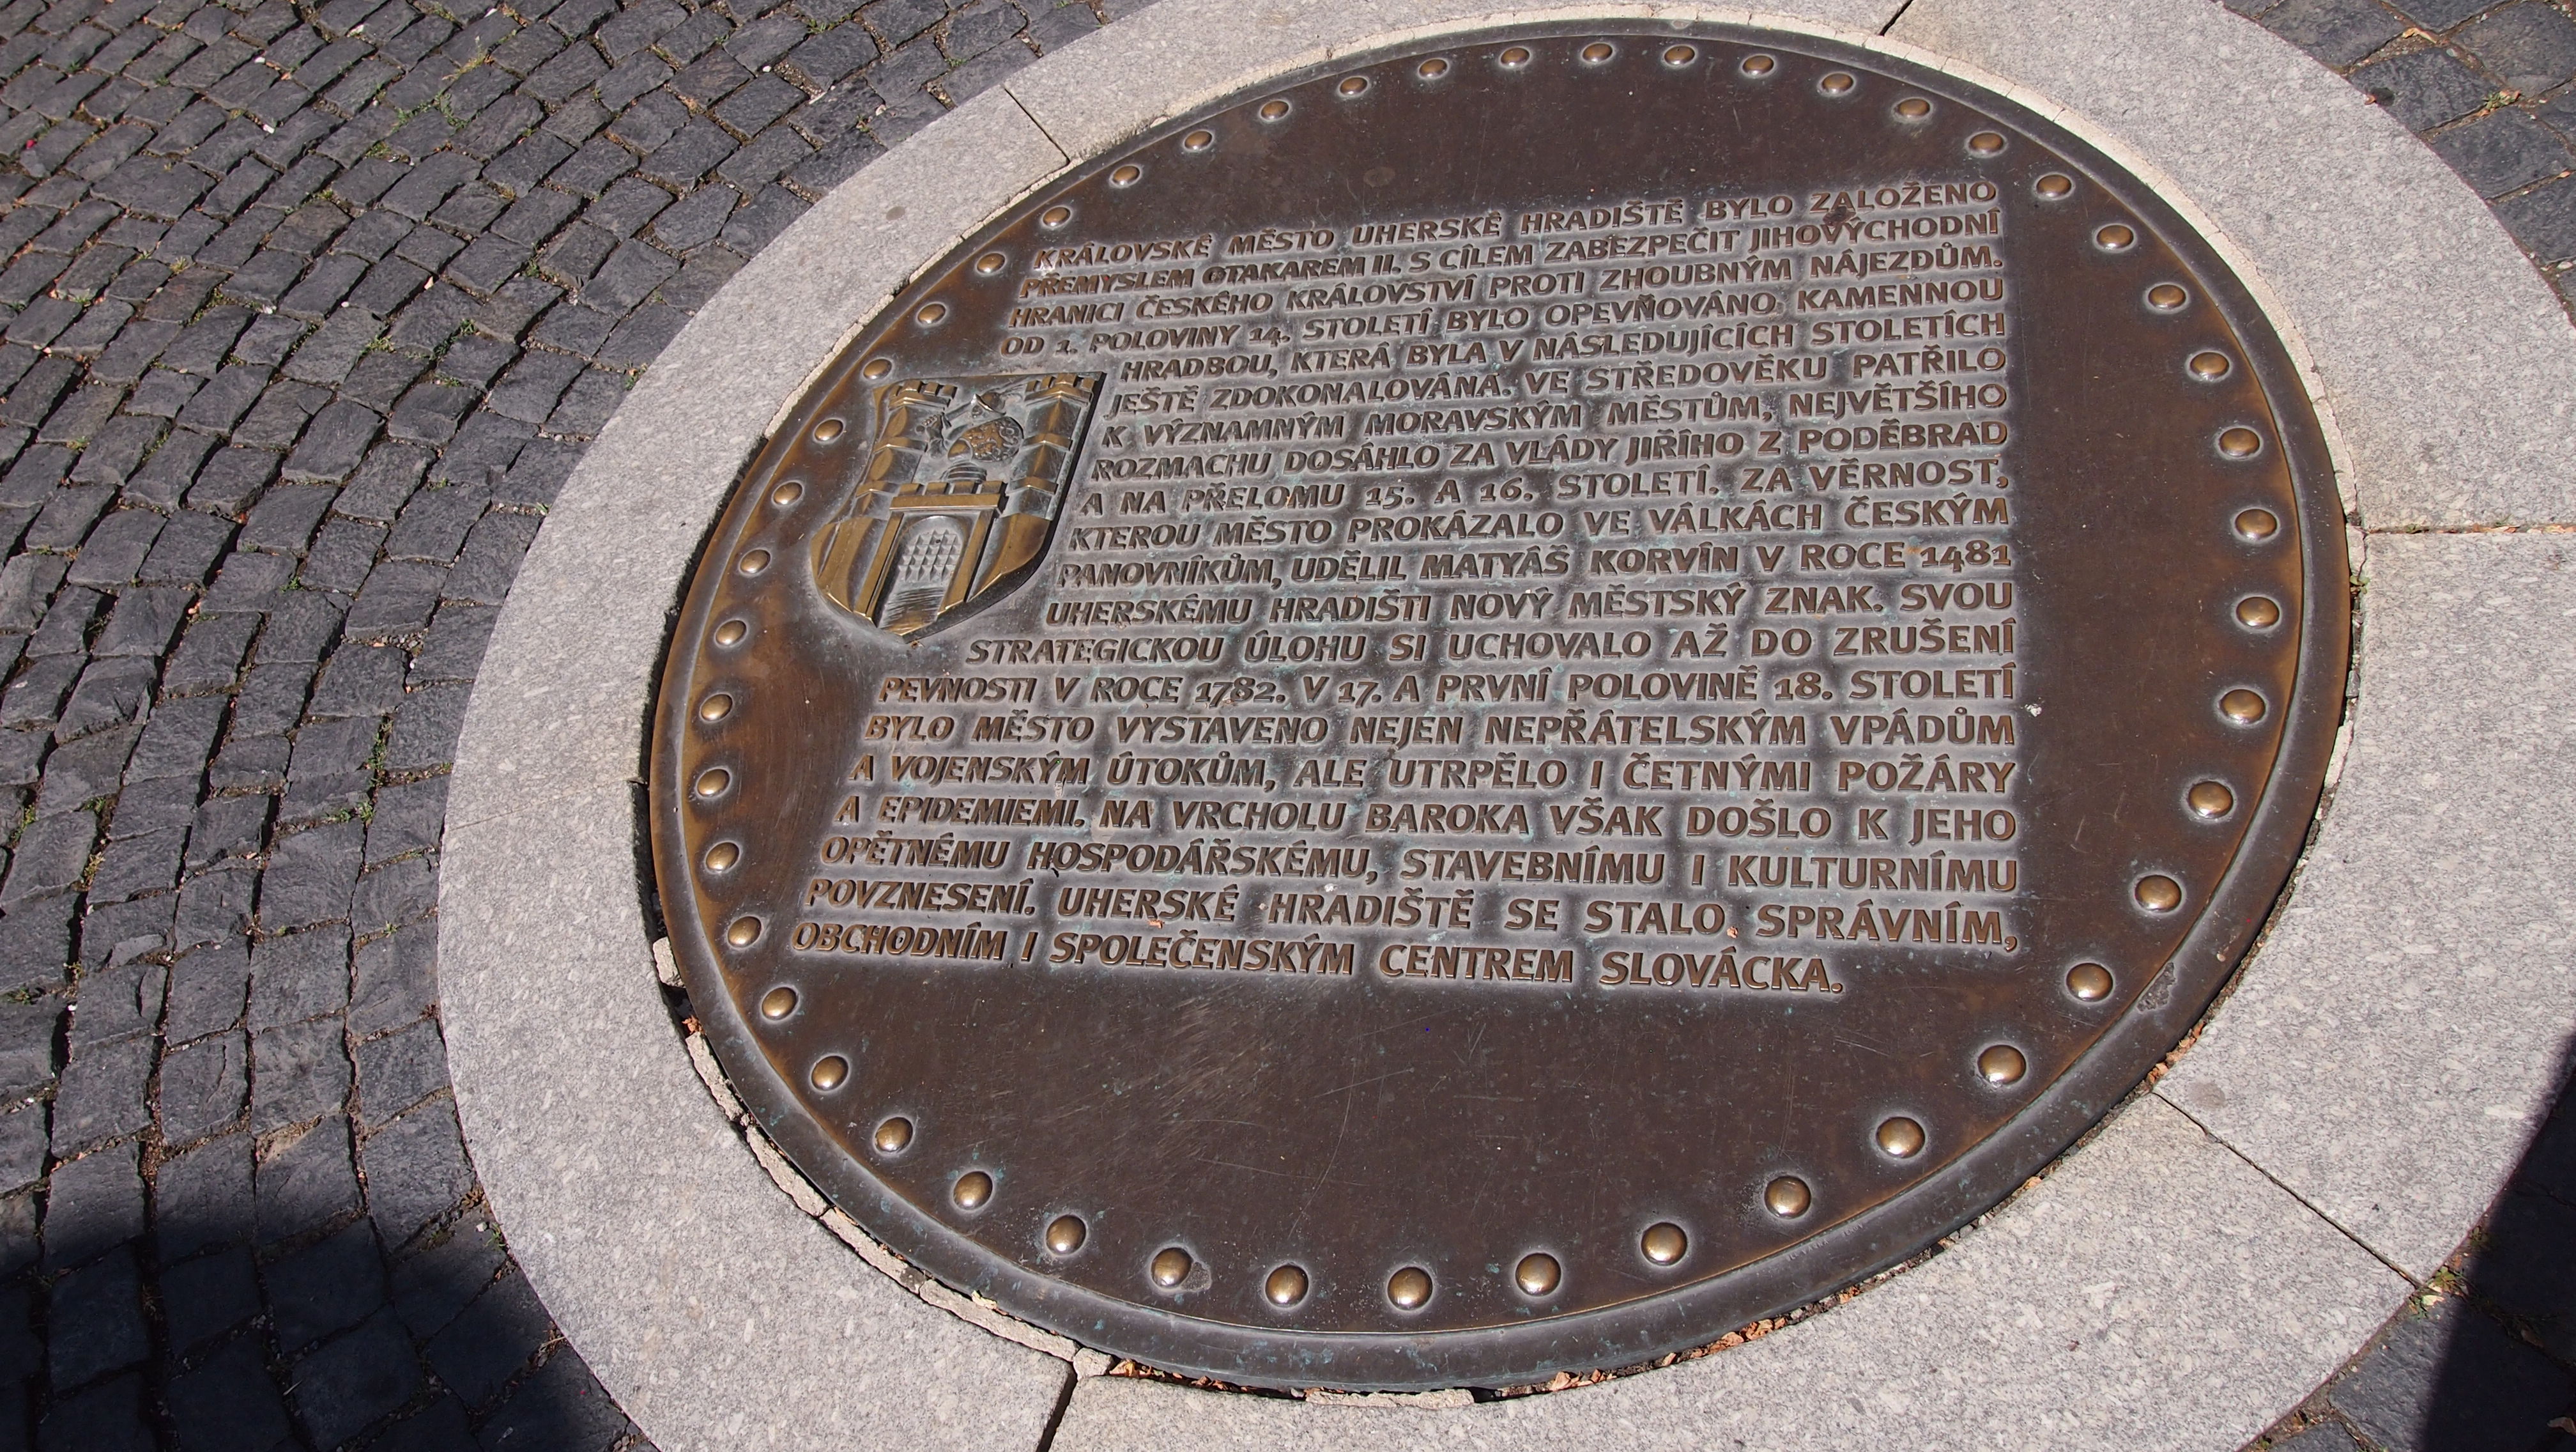 KRÁLOVSKÉ MĚSTO UHERSKÉ HRADIŠTĚ BYLO ZALOŽENO
PŘEMYSLEM OTAKAREM II. S CÍLEM ZABEZPEČIT JIHOVÝCHODNÍ
HRANICI ČESKÉHO KRÁLOVSTVÍ PROTI ZHOUBNÝM NÁJEZDŮM.
OD 1. POLOVINY 14. STOLETÍ BYLO OPEVŇOVÁNO KAMENNOU
HRADBOU, KTERÁ BYLA V NÁSLEDUJÍCÍCH STOLETÍCH
JEŠTĚ ZDOKONALOVÁNA. VE STŘEDOVĚKU PATŘILO
K VÝZNAMNÝM MORAVSKÝM MĚSTŮM, NEJVĚTŠÍHO
ROZMACHU DOSÁHLO ZA VLÁDY JIŘÍHO Z PODĚBRAD
A NA PŘELOMU 15. A 16. STOLETÍ. ZA VĚRNOST,
KTEROU MĚSTO PROKÁZALO VE VÁLKÁCH ČESKÝM
PANOVNÍKŮM, UDĚLIL MATYÁŠ KORVÍN V ROCE 1481
UHERSKÉMU HRADIŠTI NOVÝ MĚSTSKÝ ZNAK. SVOU
STRATEGICKOU ÚLOHU SI UCHOVALO AŽ DO ZRUŠENÍ
PEVNOSTI V ROCE 1782. V 17. A PRVNÍ POLOVINĚ 18. STOLETÍ
BYLO MĚSTO VYSTAVENO NEJEN NEPŘÁTELSKÝM VPÁDŮM
A VOJENSKÝM ÚTOKŮM, ALE UTRPĚLO I ČETNÝMI POŽÁRY
A EPIDEMIEMI. NA VRCHOLU BAROKA VŠAK DOŠLO K JEHO
OPĚTNÉMU HOSPODÁŘSKÉMU, STAVEBNÍMU I KULTURNÍMU
POVZNESENÍ. UHERSKÉ HRADIŠTĚ SE STALO SPRÁVNÍM,
OBCHODNÍM I SPOLEČENSKÝM CENTREM SLOVÁCKA.